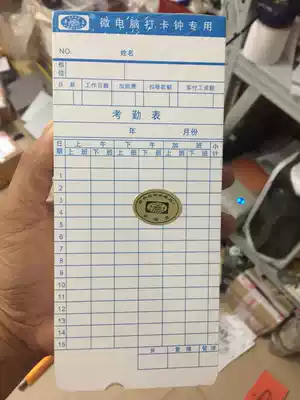 微电脑打卡钟专用
NO. 姓名
部位
日 薪 工作日数 加班费 扣除金额 实付工资额
考勤表
年 月份
日期 上 午 下 午 加 班 小计
上 班 下 班 上 班 下 班 上 班 下 班
1
2
3
4
5
6
7
8
9
10
11
12
13
14
15